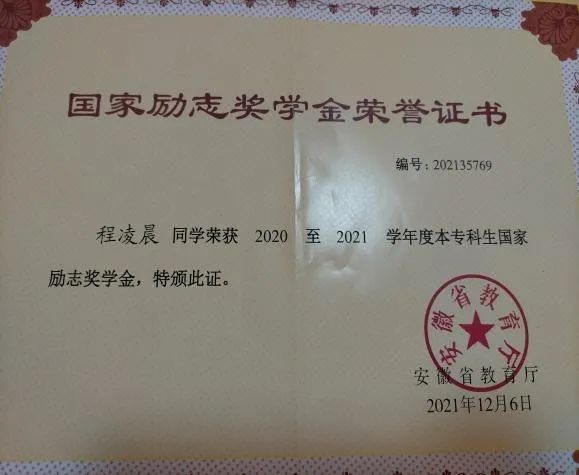 国家励志奖学金荣誉证书
编号：202135769
程凌晨 同学荣获 2020 至 2021 学年度本专科生国家
励志奖学金，特颁此证。
安徽省教育厅
安徽省教育厅
2021年12月6日